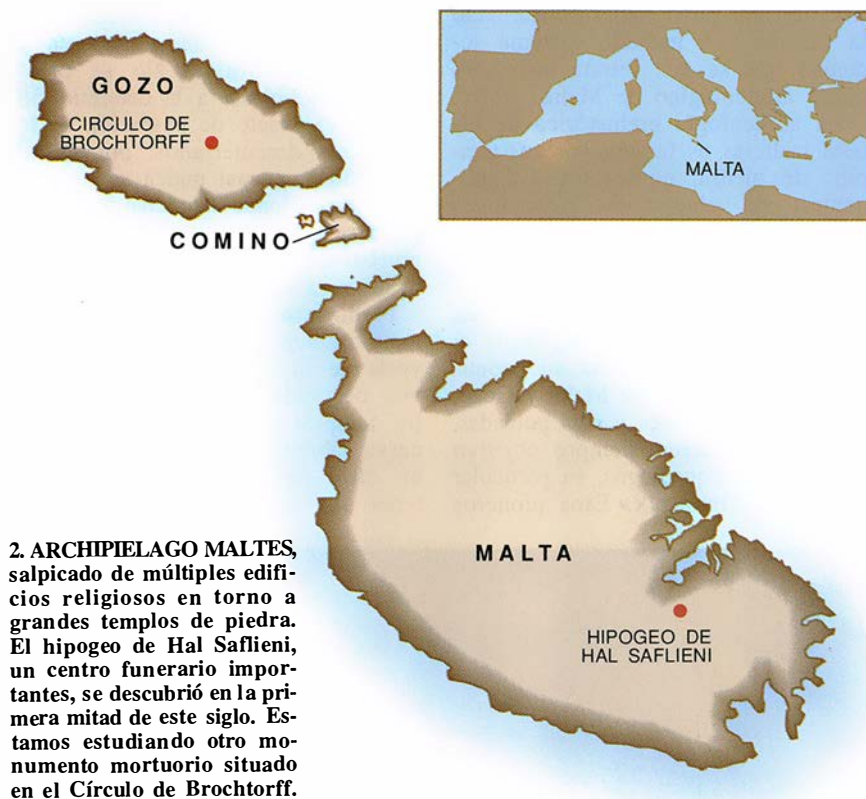 GOZO
CIRCULO DE
BROCHTORFF
COMINO
MALTA
MALTA
HIPOGEO DE
HAL SAFLIENI
2. ARCHIPIELAGO MALTES,
salpicado de múltiples edifi-
cios religiosos en torno a
grandes templos de piedra.
El hipogeo de Hal Saflieni,
un centro funerario impor-
tantes, se descubrió en la pri-
mera mitad de este siglo. Es-
tamos estudiando otro mo-
numento mortuorio situado
en el Círculo de Brochtorff.